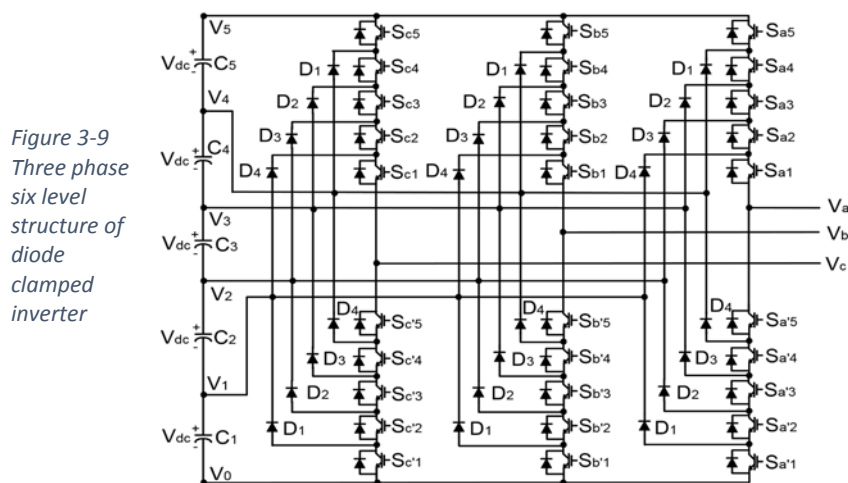 Figure 3-9
Three phase
six level
structure of
diode
clamped
inverter
V5 Sc5 Sb5 Sa5
Vdc + - C5 D1 Sc4 D1 Sb4 D1 Sa4
V4 D2 Sc3 D2 Sb3 D2 Sa3
Vdc + - C4 D3 Sc2 D3 Sb2 D3 Sa2
D4 Sc1 D4 Sb1 D4 Sa1
V3 Va
Vdc + - C3 Vb
Vc
V2
Vdc + - C2 D4 Sc'5 D4 Sb'5 D4 Sa'5
D3 Sc'4 D3 Sb'4 D3 Sa'4
V1 D2 Sc'3 D2 Sb'3 D2 Sa'3
Vdc + - C1 D1 Sc'2 D1 Sb'2 D1 Sa'2
V0 Sc'1 Sb'1 Sa'1